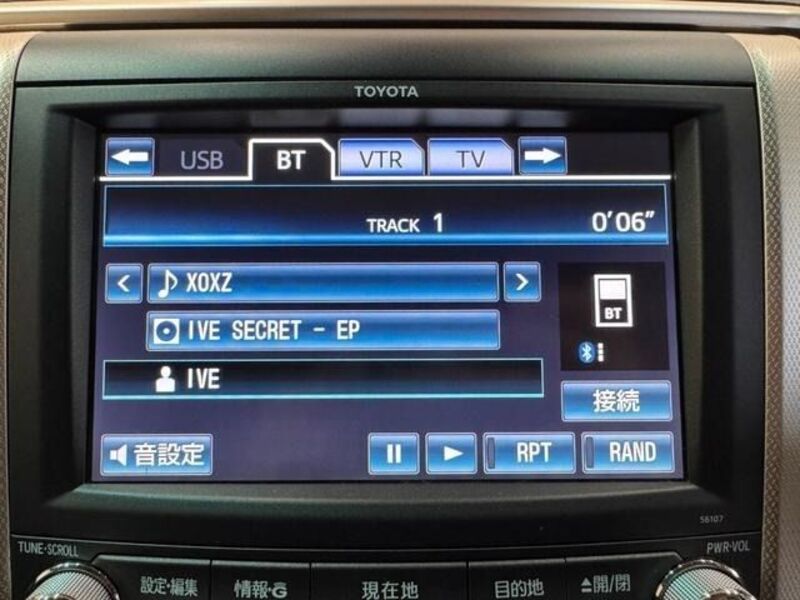 TOYOTA
USB BT VTR TV
TRACK 1 0'06"
XOXZ
BT
IVE SECRET - EP
IVE
接続
音設定 RPT RAND
56107
TUNE·SCROLL PWR·VOL
設定・編集 情報・G 現在地 目的地 ⏏開/閉